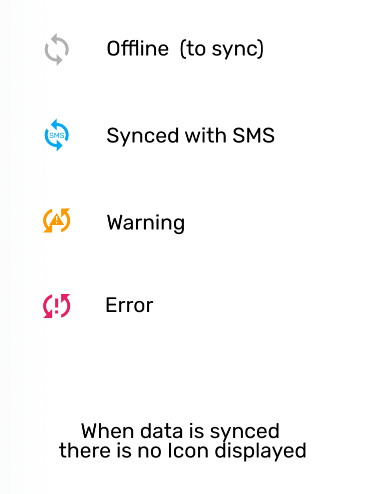 Offline (to sync)
SMS
Synced with SMS
Warning
Error
When data is synced
there is no Icon displayed